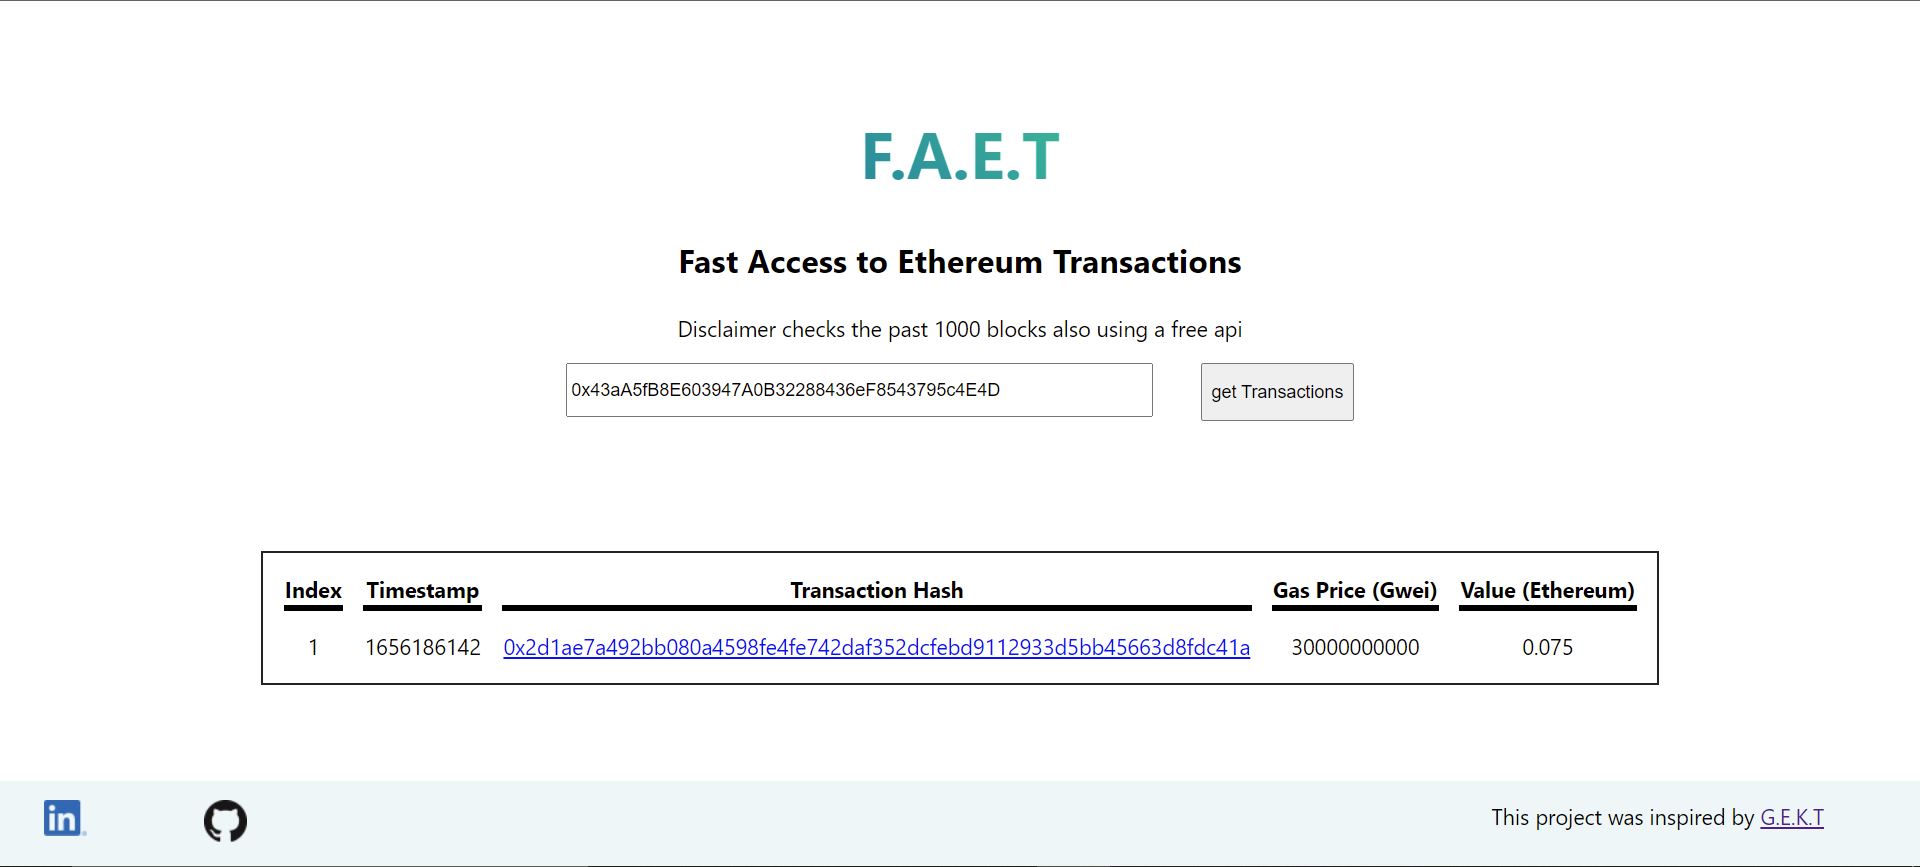 F.A.E.T
Fast Access to Ethereum Transactions
Disclaimer checks the past 1000 blocks also using a free api
0x43aA5fB8E603947A0B32288436eF8543795c4E4D get Transactions
Index Timestamp Transaction Hash Gas Price (Gwei) Value (Ethereum)
1 1656186142 0x2d1ae7a492bb080a4598fe4fe742daf352dcfebd9112933d5bb45663d8fdc41a 30000000000 0.075
in This project was inspired by G.E.K.T